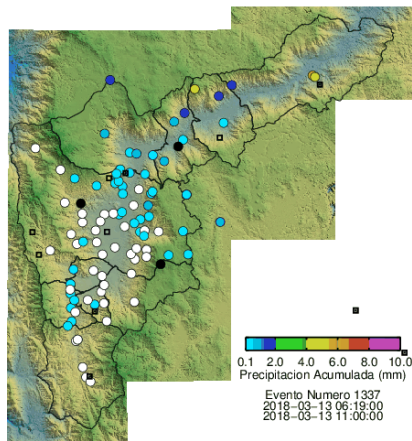 0.1 1 2 4.0 6.0 8.0 10.0
Precipitacion Acumulada (mm)
Evento Numero 1337
2018-03-13 06:19:00
2018-03-13 11:00:00